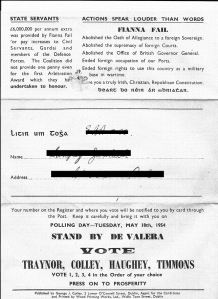 STATE SERVANTS
£6,000,000 per annum extra
was provided by Fianna Fail
for pay increase to Civil
Servants, Gardai and
members of the Defence
Forces. The Coalition did
not provide one penny even
for the first Arbitration
Award which they had
undertaken to honour.
ACTIONS SPEAK LOUDER THAN WORDS
FIANNA FAIL
Abolished the Oath of Allegiance to a foreign Sovereign.
Abolished the supremacy of foreign Courts.
Abolished the Office of British Governor General.
Ended foreign occupation of our Ports.
Ended foreign rights to use this country as a military
base in wartime.
you a truly Irish, Christian, Republican Constitution
Name
Address
Your number on the Register and where you vote will be notified to you by card through
the Post. Keep it carefully and bring it with you on
POLLING DAY—TUESDAY, MAY 18th, 1954
STAND BY DE VALERA
VOTE
TRAYNOR, COLLEY, HAUGHEY, TIMMONS
VOTE 1, 2, 3, 4 in the Order of your choice
PRESS ON TO PROSPERITY